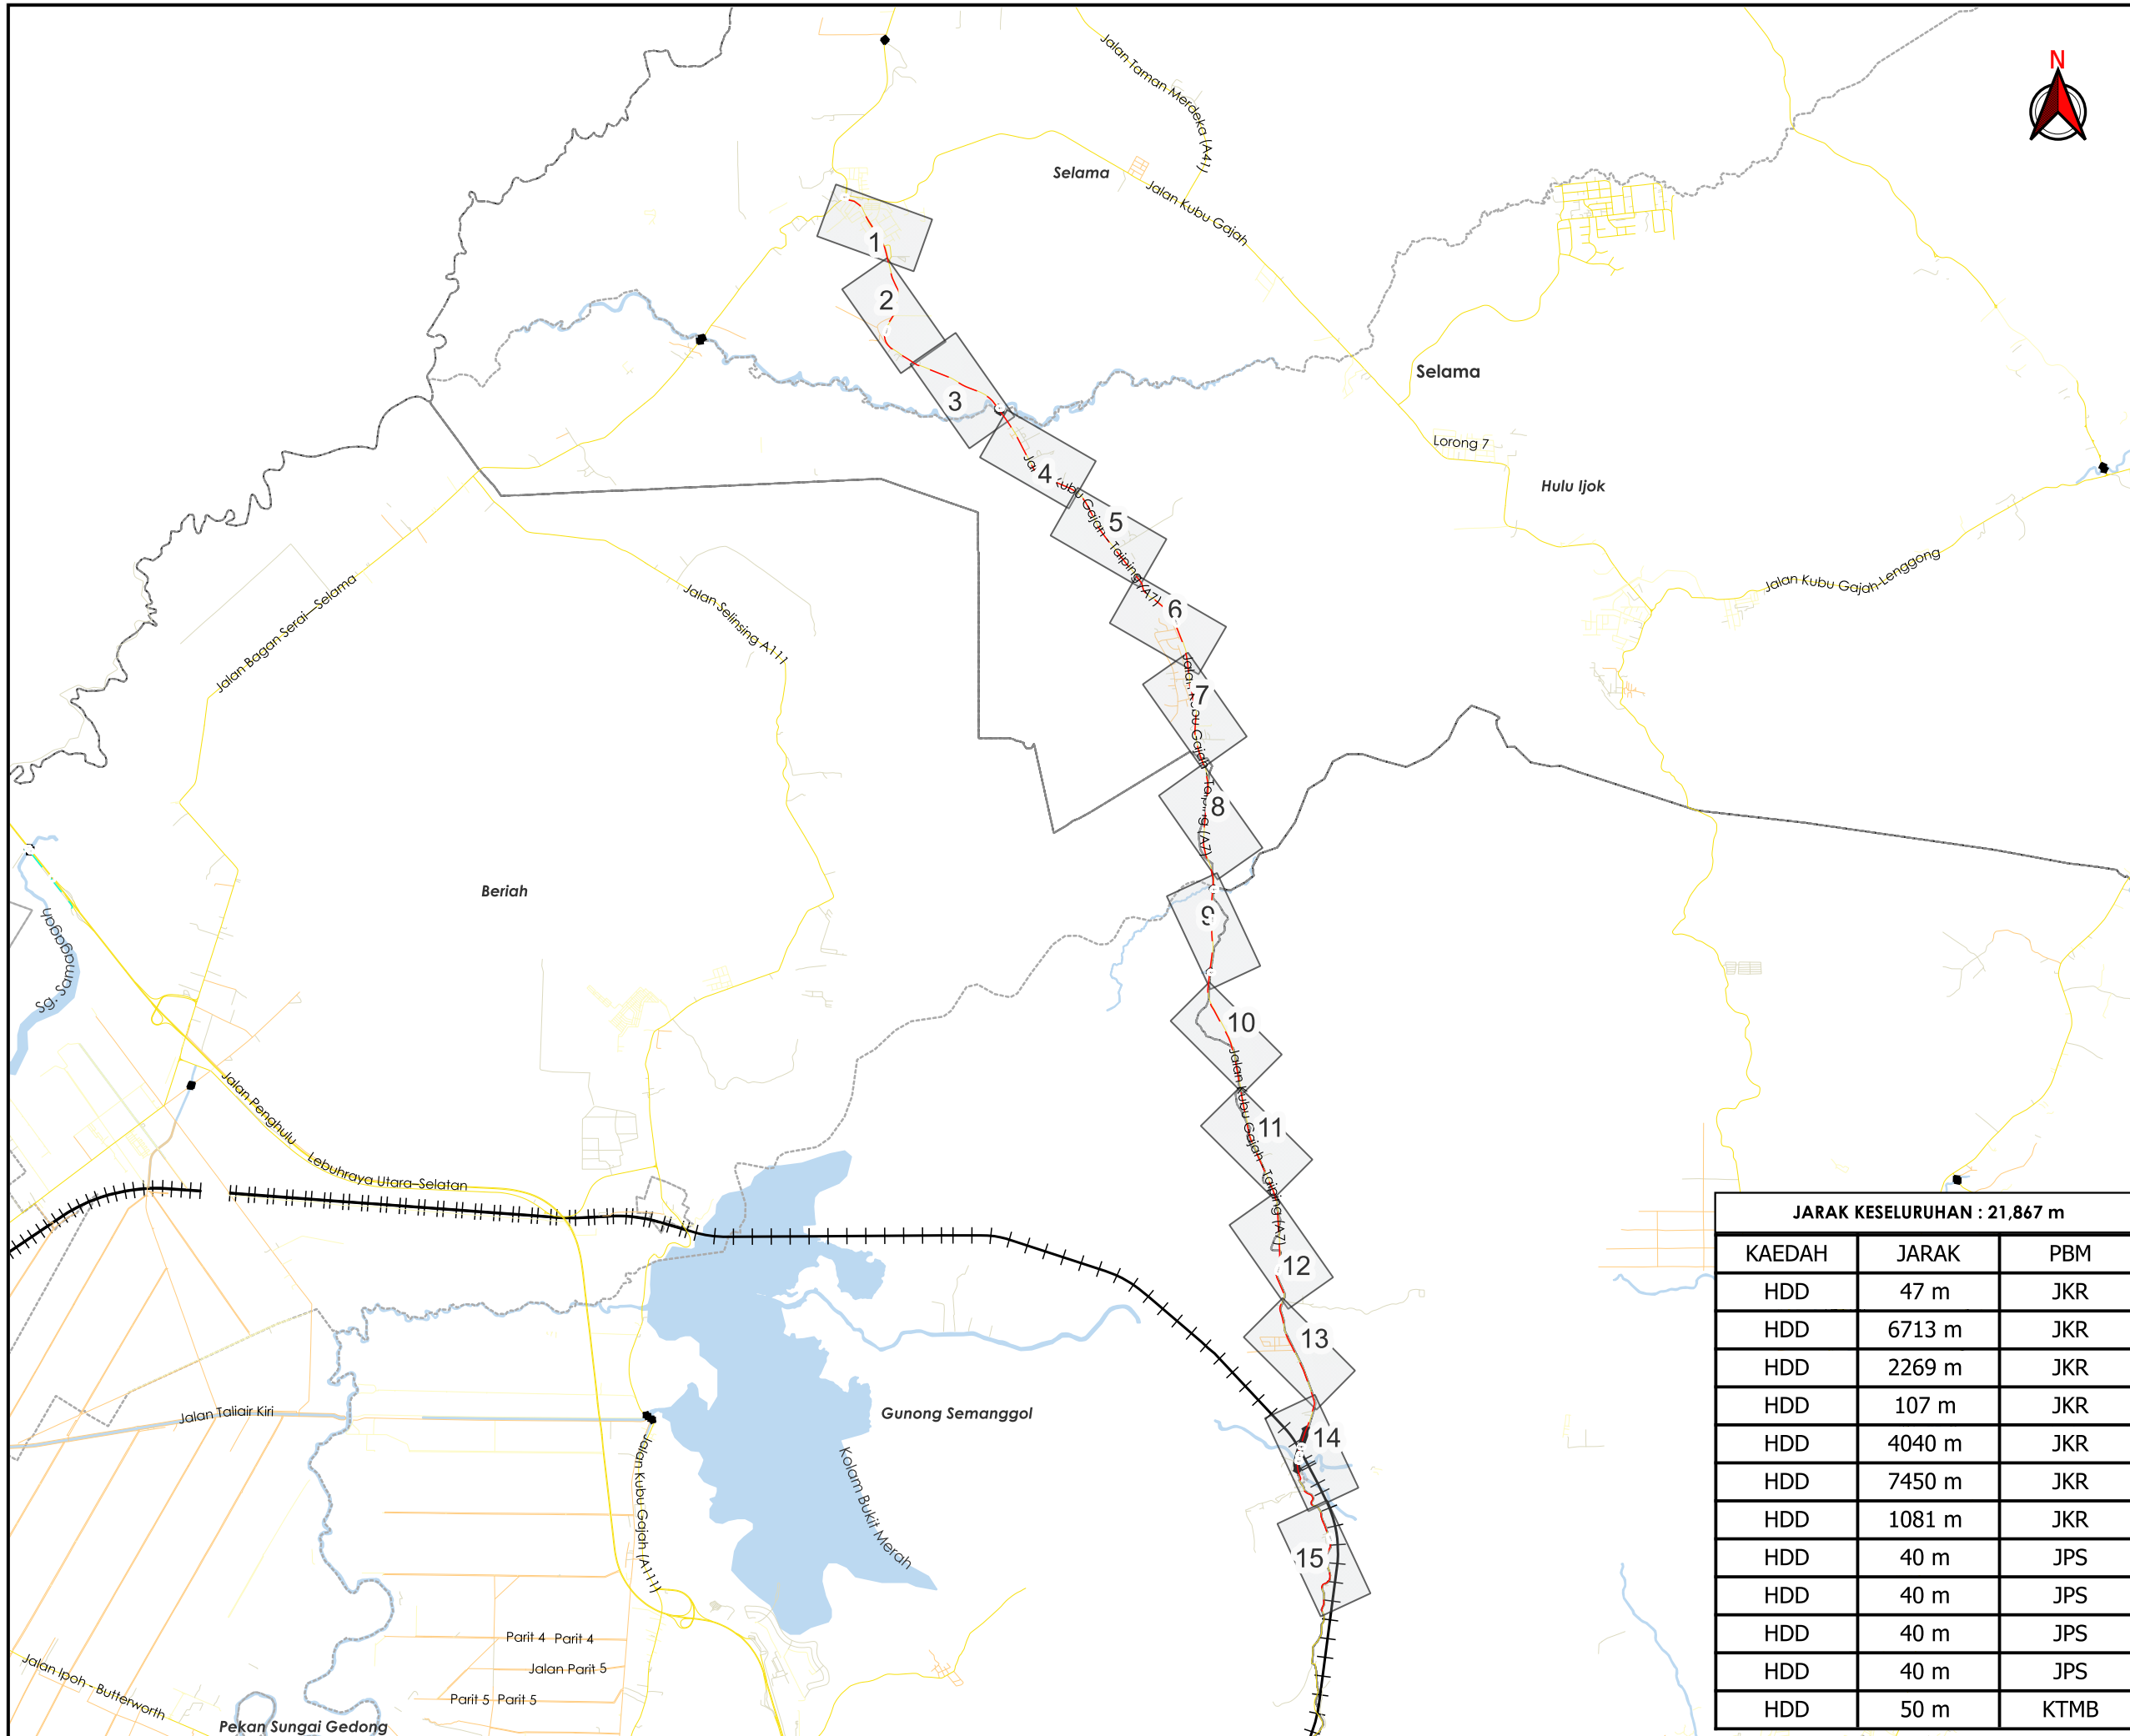 N
Jalan Taman Merdeka (A41)
Selama
Jalan Kubu Gajah
1
2
Selama
3
Lorong 7
4
Hulu Ijok
5
Jalan Kubu Gajah-Lenggong
Jalan Bagan Serai–Selama
Jalan Selinsing A111
6
7
8
Beriah
9
Sg. Samagagah
10
Jalan Penghulu
11
Lebuhraya Utara–Selatan
12
13
Jalan Taliair Kiri
Gunong Semanggol
14
Kolam Bukit Merah
Jalan Kubu Gajah (A111)
15
Parit 4 Parit 4
Jalan Parit 5
Parit 5 Parit 5
Jalan Ipoh - Butterworth
Pekan Sungai Gedong
JARAK KESELURUHAN : 21,867 m
KAEDAH JARAK PBM
HDD 47 m JKR
HDD 6713 m JKR
HDD 2269 m JKR
HDD 107 m JKR
HDD 4040 m JKR
HDD 7450 m JKR
HDD 1081 m JKR
HDD 40 m JPS
HDD 40 m JPS
HDD 40 m JPS
HDD 40 m JPS
HDD 50 m KTMB